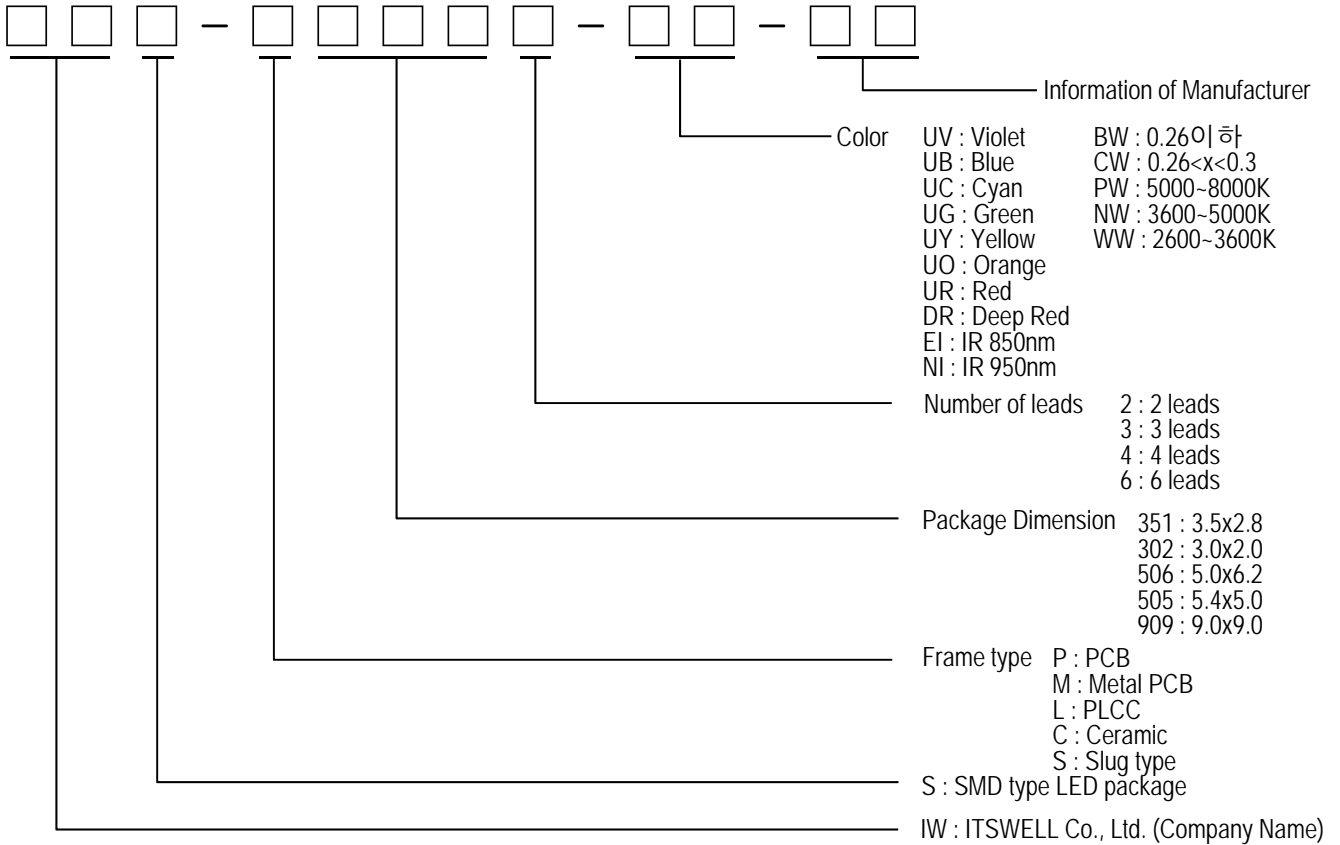 Information of Manufacturer
Color UV : Violet BW : 0.26이하
UB : Blue CW : 0.26<x<0.3
UC : Cyan PW : 5000~8000K
UG : Green NW : 3600~5000K
UY : Yellow WW : 2600~3600K
UO : Orange
UR : Red
DR : Deep Red
EI : IR 850nm
NI : IR 950nm
Number of leads 2 : 2 leads
3 : 3 leads
4 : 4 leads
6 : 6 leads
Package Dimension 351 : 3.5x2.8
302 : 3.0x2.0
506 : 5.0x6.2
505 : 5.4x5.0
909 : 9.0x9.0
Frame type P : PCB
M : Metal PCB
L : PLCC
C : Ceramic
S : Slug type
S : SMD type LED package
IW : ITSWELL Co., Ltd. (Company Name)